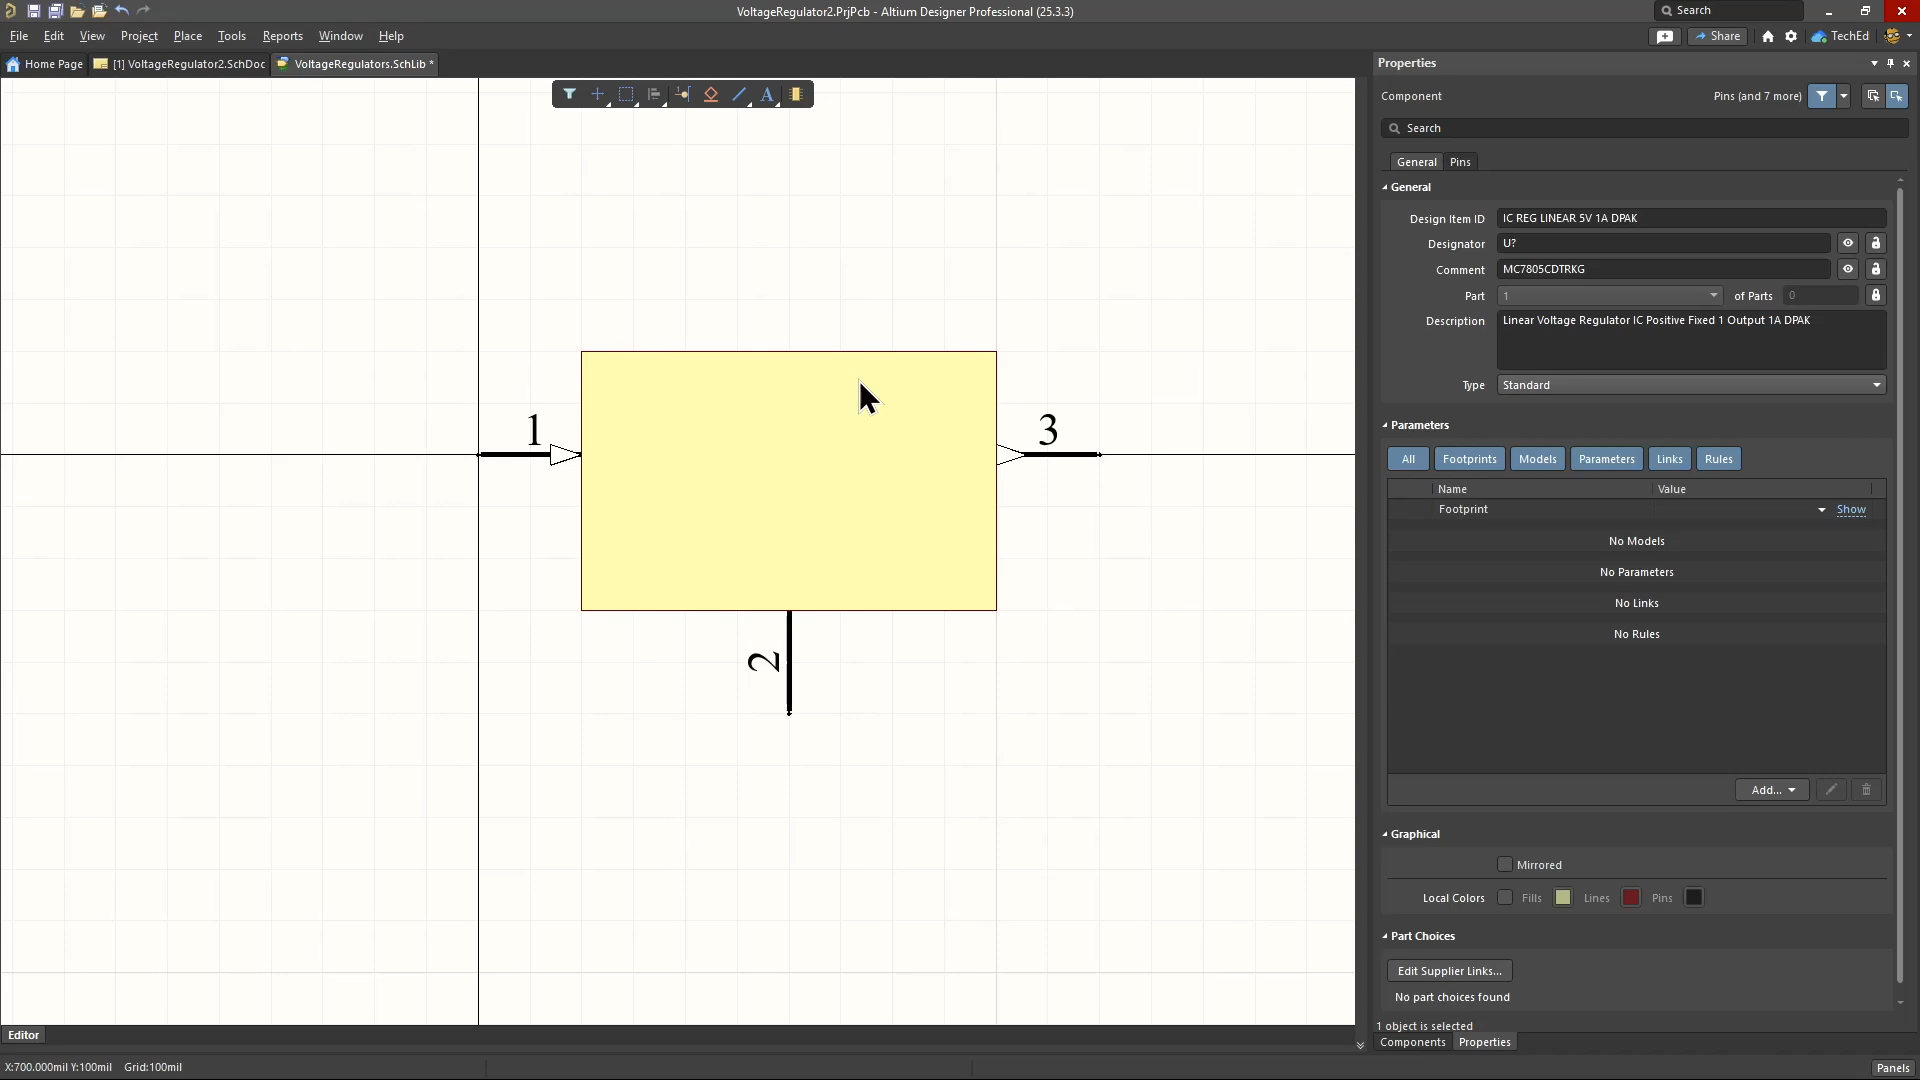 VoltageRegulator2.PrjPcb - Altium Designer Professional (25.3.3)
Search
File Edit View Project Place Tools Reports Window Help
Share
TechEd
Home Page
[1] VoltageRegulator2.SchDoc
VoltageRegulators.SchLib *
Properties
Component
Pins (and 7 more)
Search
General Pins
General
Design Item ID IC REG LINEAR 5V 1A DPAK
Designator U?
Comment MC7805CDTRKG
Part 1 of Parts 0
Description Linear Voltage Regulator IC Positive Fixed 1 Output 1A DPAK
Type Standard
1
3
2
Parameters
All Footprints Models Parameters Links Rules
Name Value
Footprint Show
No Models
No Parameters
No Links
No Rules
Add...
Graphical
Mirrored
Local Colors Fills Lines Pins
Part Choices
Edit Supplier Links...
No part choices found
1 object is selected
Editor
Components Properties
X:700.000mil Y:100mil Grid:100mil
Panels